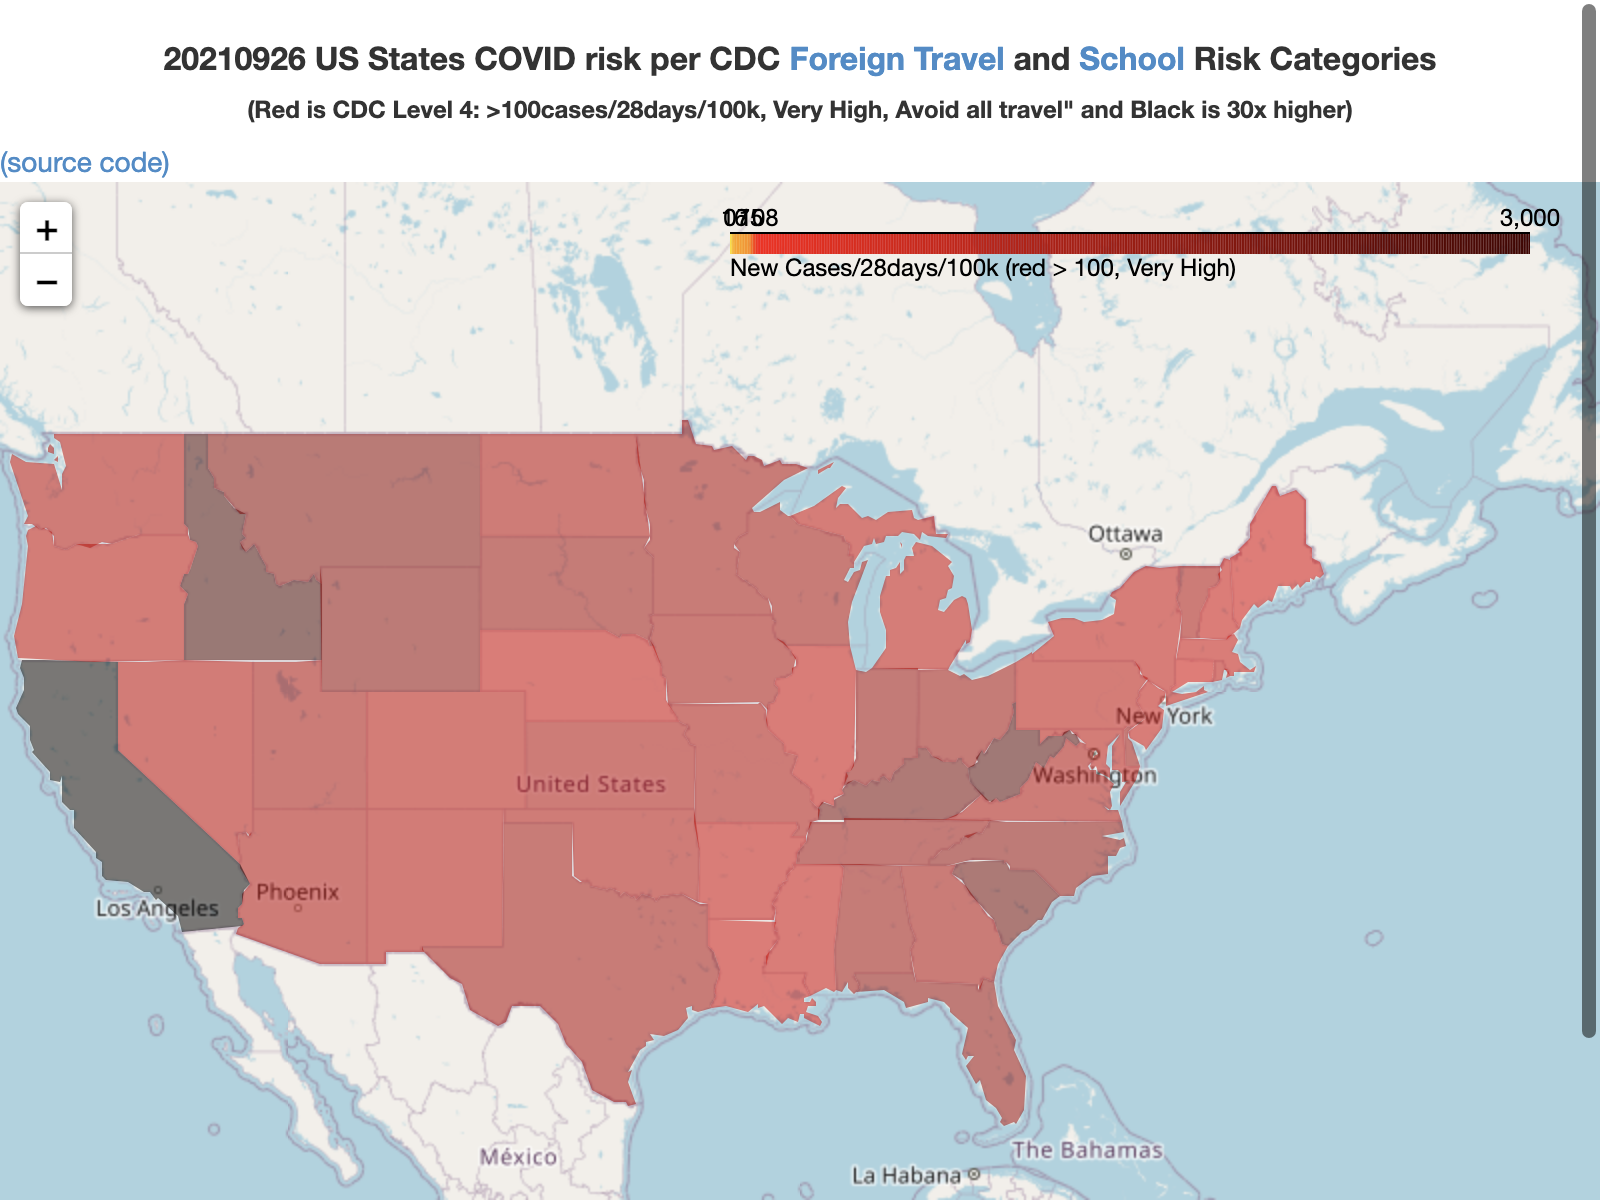 20210926 US States COVID risk per CDC Foreign Travel and School Risk Categories
(Red is CDC Level 4: >100cases/28days/100k, Very High, Avoid all travel" and Black is 30x higher)
(source code)
+
−
3,000
New Cases/28days/100k (red > 100, Very High)
Ottawa
New York
Washington
United States
Phoenix
Los Angeles
The Bahamas
México
La Habana